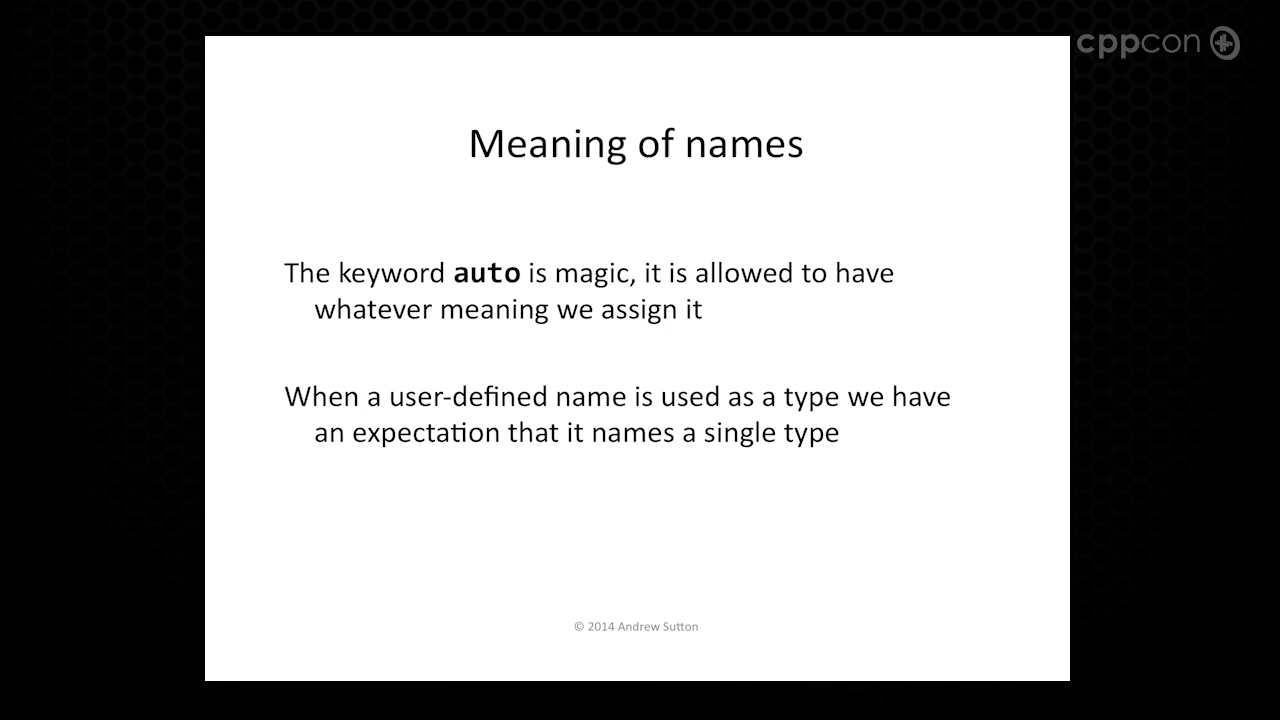 cppcon
Meaning of names
The keyword auto is magic, it is allowed to have
whatever meaning we assign it
When a user-defined name is used as a type we have
an expectation that it names a single type
© 2014 Andrew Sutton